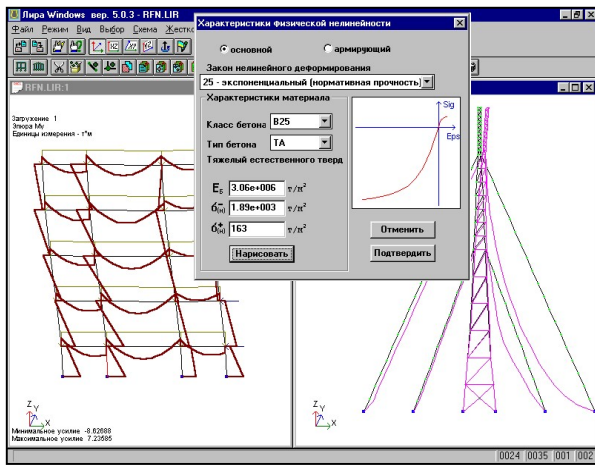 Лира Windows вер. 5.0.3 - RFN.LIR
Файл Режим Вид Выбор Схема Жестко
RFN.LIR:1
Загружение 1
Эпюра My
Единицы измерения - т*м
Z
Y
X
Минимальное усилие -8.62688
Максимальное усилие 7.23585
Характеристики физической нелинейности
основной
армирующий
Закон нелинейного деформирования
25 - экспоненциальный (нормативная прочность)
Характеристики материала
Класс бетона B25
Тип бетона TA
Тяжелый естественного тверд
3.06e+006 т/м²
1.89e+003 т/м²
163 т/м²
Нарисовать
Sig
Eps
Отменить
Подтвердить
Z
Y
X
0024 0035 001 002